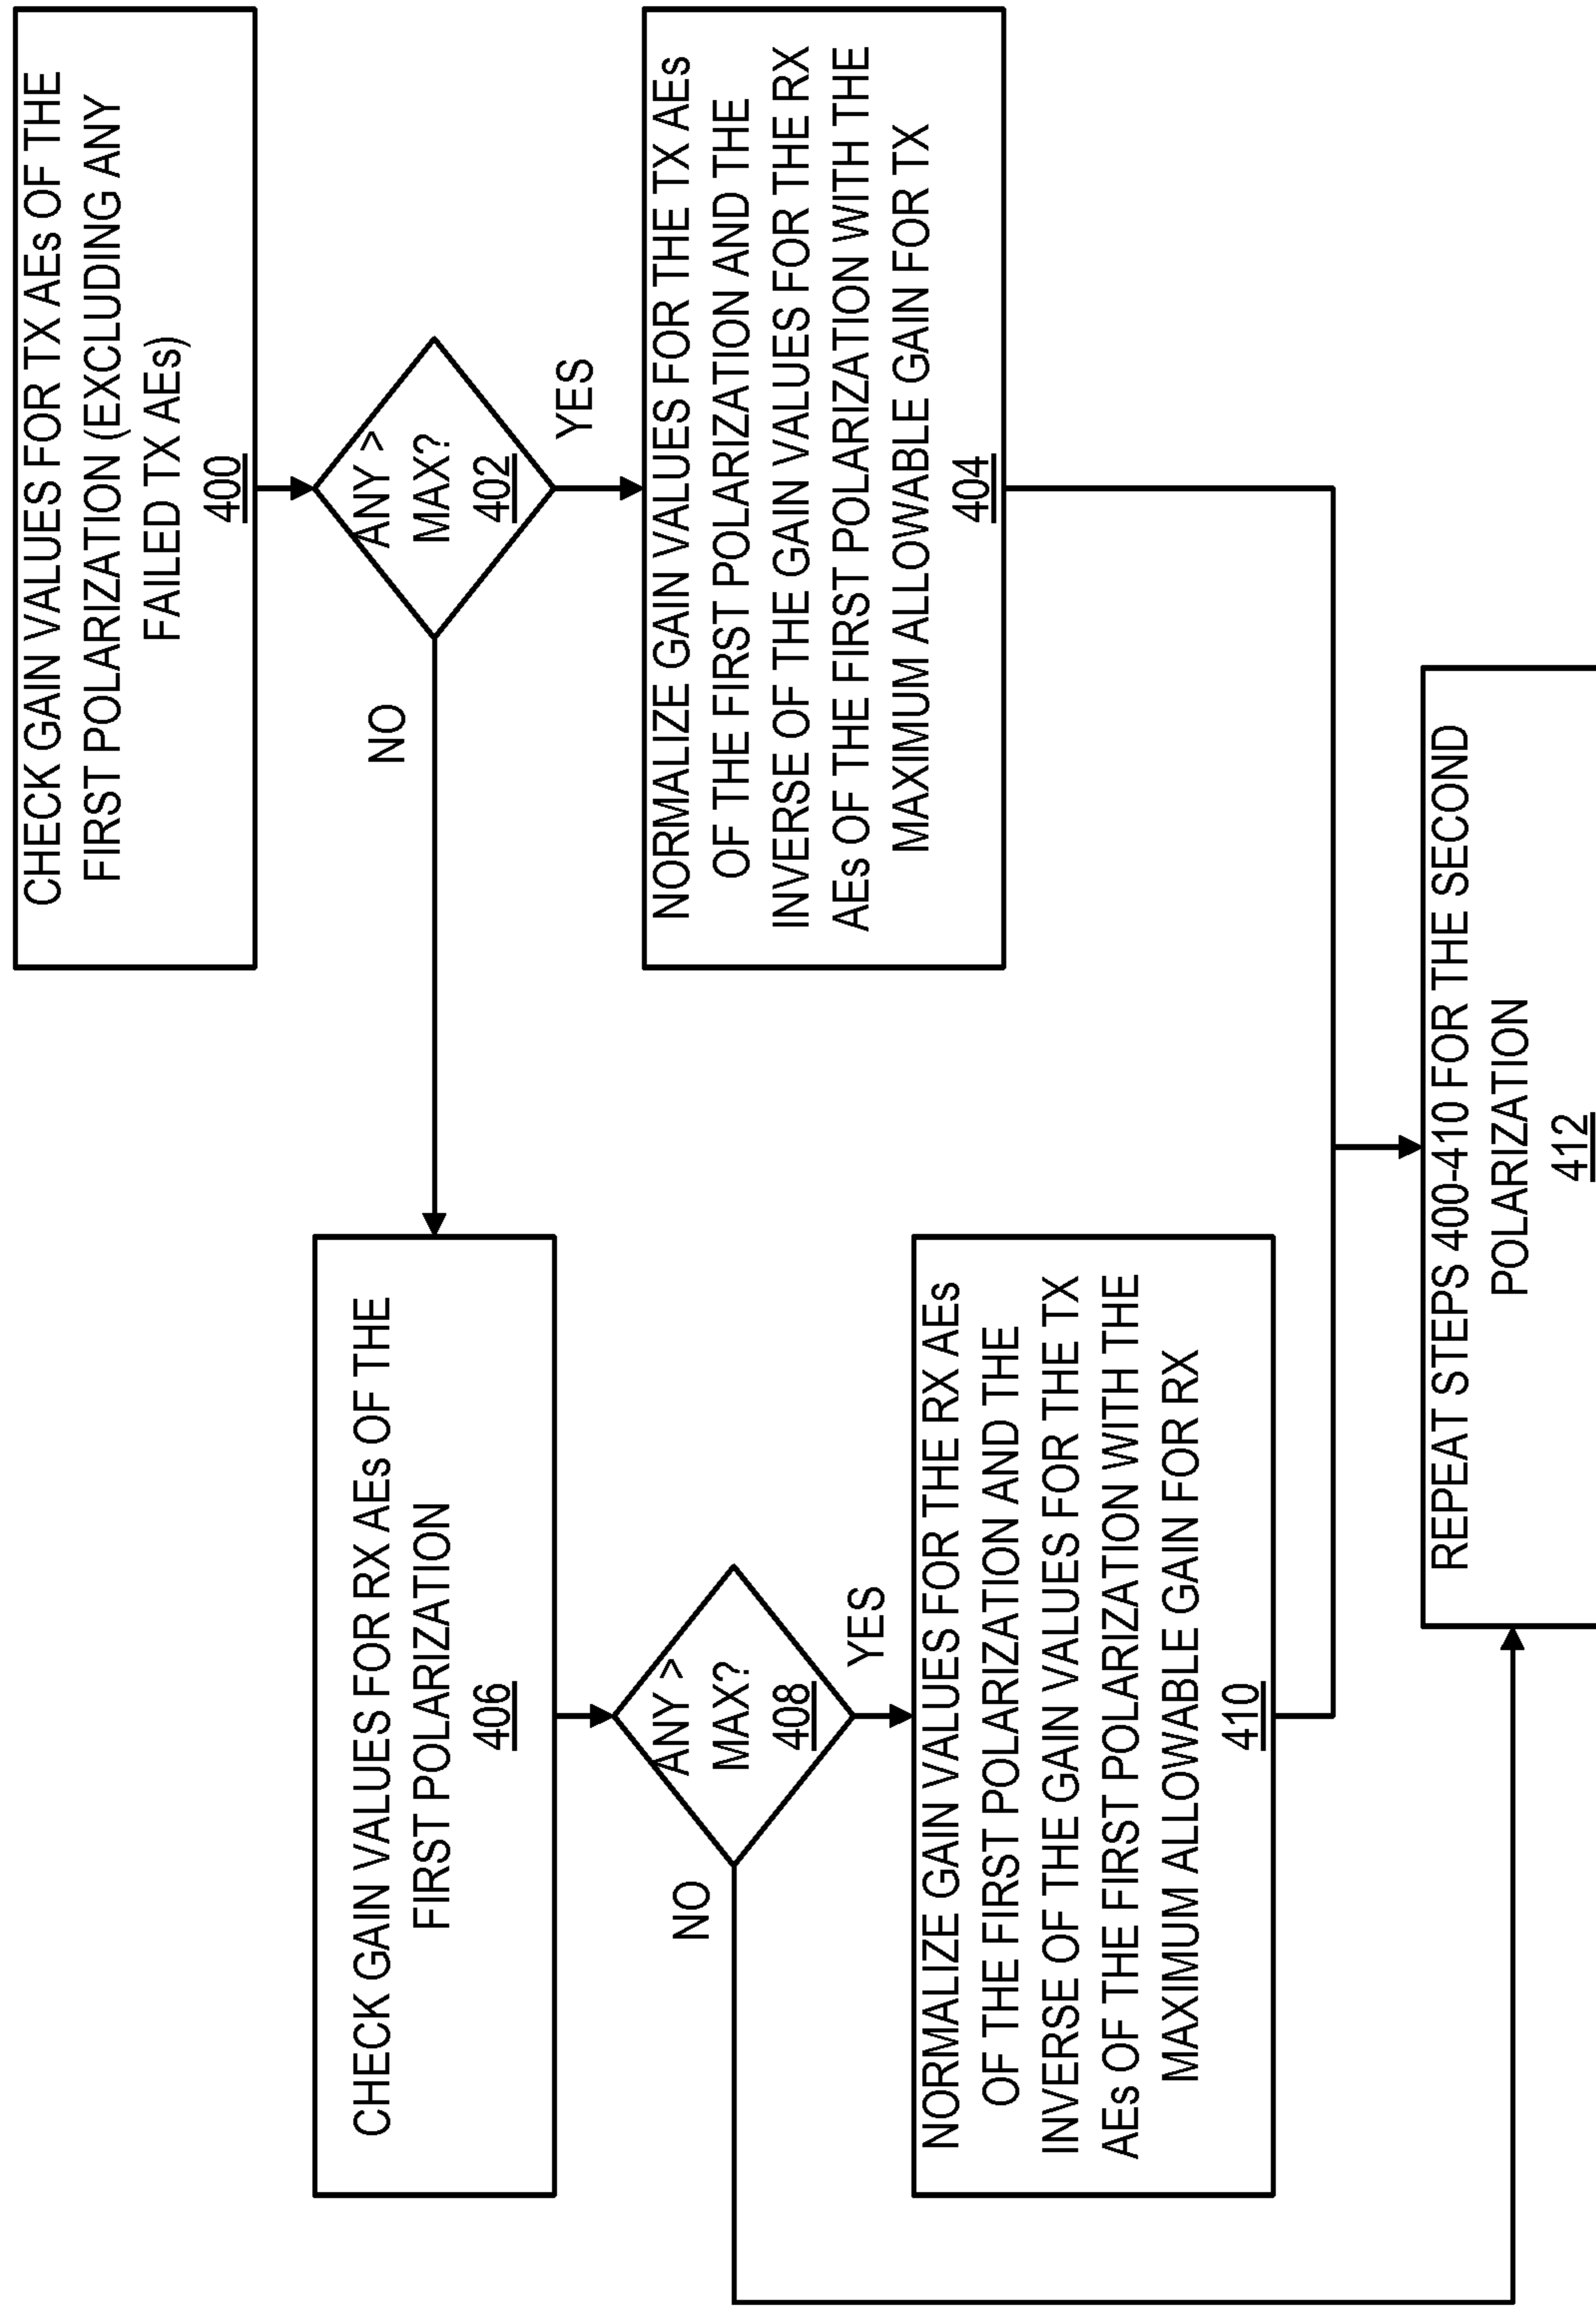 CHECK GAIN VALUES FOR TX AEs OF THE
FIRST POLARIZATION (EXCLUDING ANY
FAILED TX AEs)
400
ANY >
MAX?
402
YES
NO
NORMALIZE GAIN VALUES FOR THE TX AEs
OF THE FIRST POLARIZATION AND THE
INVERSE OF THE GAIN VALUES FOR THE RX
AEs OF THE FIRST POLARIZATION WITH THE
MAXIMUM ALLOWABLE GAIN FOR TX
404
CHECK GAIN VALUES FOR RX AEs OF THE
FIRST POLARIZATION
406
ANY >
MAX?
408
YES
NO
NORMALIZE GAIN VALUES FOR THE RX AEs
OF THE FIRST POLARIZATION AND THE
INVERSE OF THE GAIN VALUES FOR THE TX
AEs OF THE FIRST POLARIZATION WITH THE
MAXIMUM ALLOWABLE GAIN FOR RX
410
REPEAT STEPS 400-410 FOR THE SECOND
POLARIZATION
412